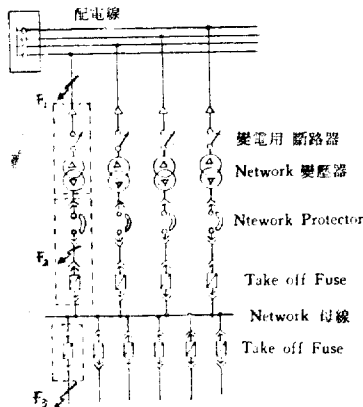 配電線
F₁
變電用 斷路器
Network 變壓器
Ntework Protector
F₂
Take off Fuse
Network 母線
Take off Fuse
F₃